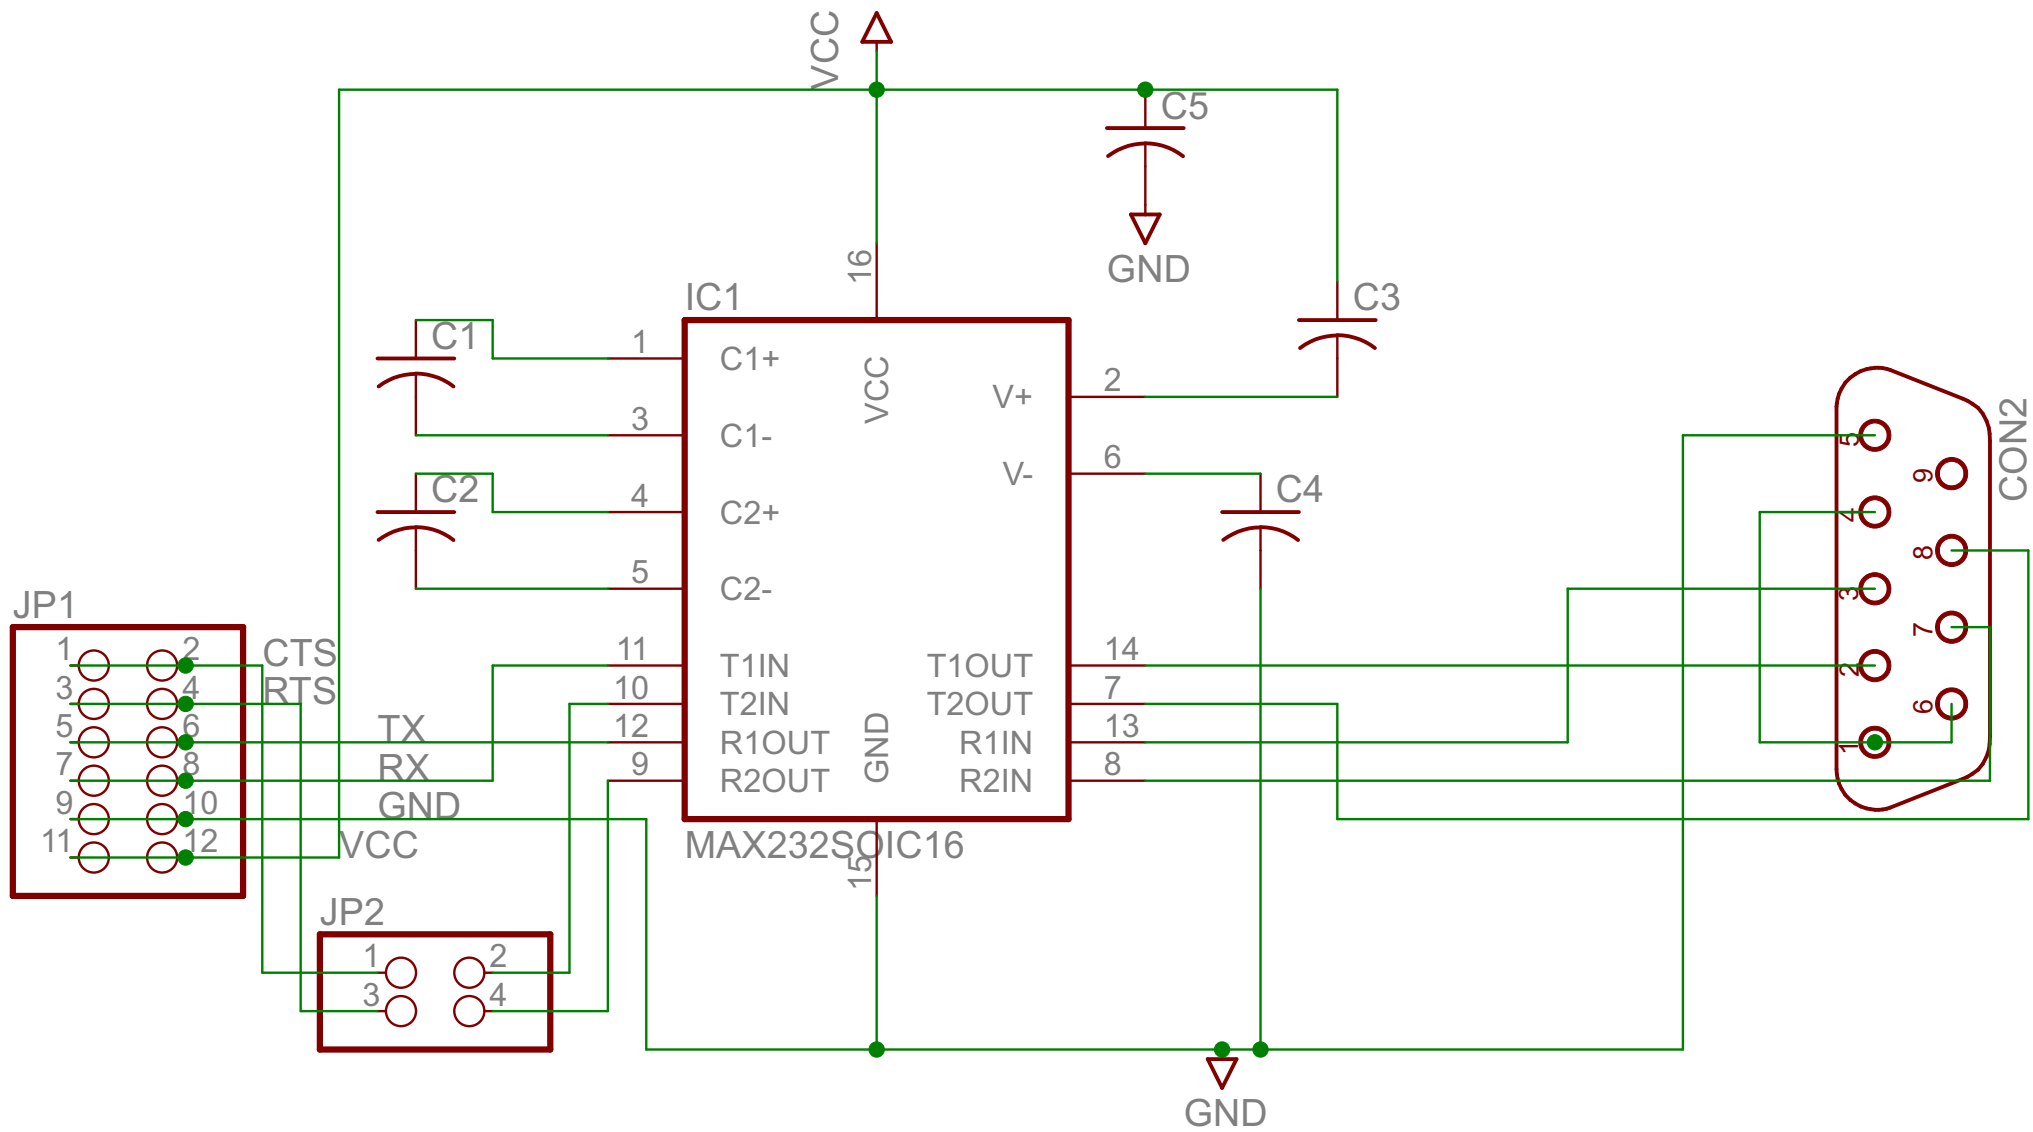 VCC
C5
GND
16
IC1
C3
C1
1
C1+
VCC
V+
2
3
C1-
C2
4
C2+
V-
6
C4
5
C2-
CON2
5
9
4
8
3
7
2
6
1
JP1
1
2
CTS
3
4
RTS
5
6
TX
7
8
RX
9
10
GND
11
12
VCC
11
T1IN
T1OUT
14
10
T2IN
T2OUT
7
12
R1OUT
GND
R1IN
13
9
R2OUT
R2IN
8
MAX232SOIC16
15
JP2
1
2
3
4
GND